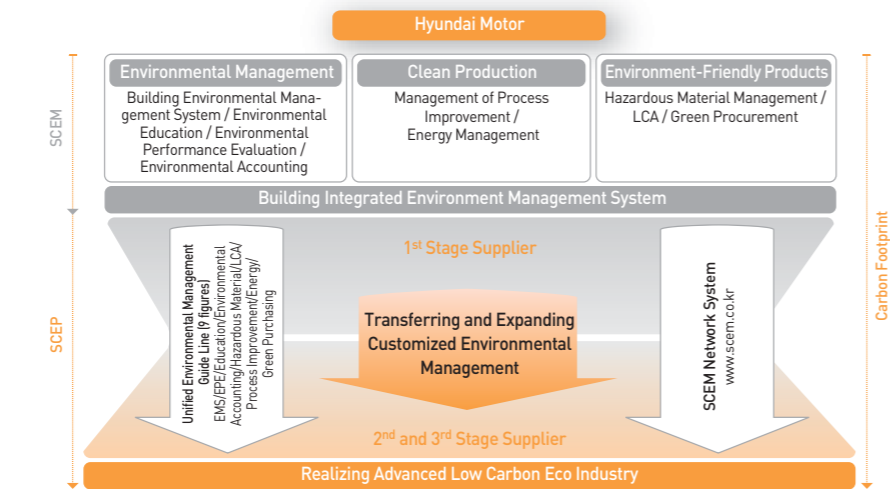 Hyundai Motor
SCEM
Environmental Management
Building Environmental Mana-
gement System / Environmental
Education / Environmental
Performance Evaluation /
Environmental Accounting
Clean Production
Management of Process
Improvement /
Energy Management
Environment-Friendly Products
Hazardous Material Management /
LCA / Green Procurement
Building Integrated Environment Management System
Carbon Footprint
SCEP
1st Stage Supplier
Unified Environmental Management
Guide Line (9 figures)
EMS/EPE/Education/Environmental
Accounting/Hazardous Material/LCA/
Process Improvement/Energy/
Green Purchasing
Transferring and Expanding
Customized Environmental
Management
SCEM Network System
www.scem.co.kr
2nd and 3rd Stage Supplier
Realizing Advanced Low Carbon Eco Industry